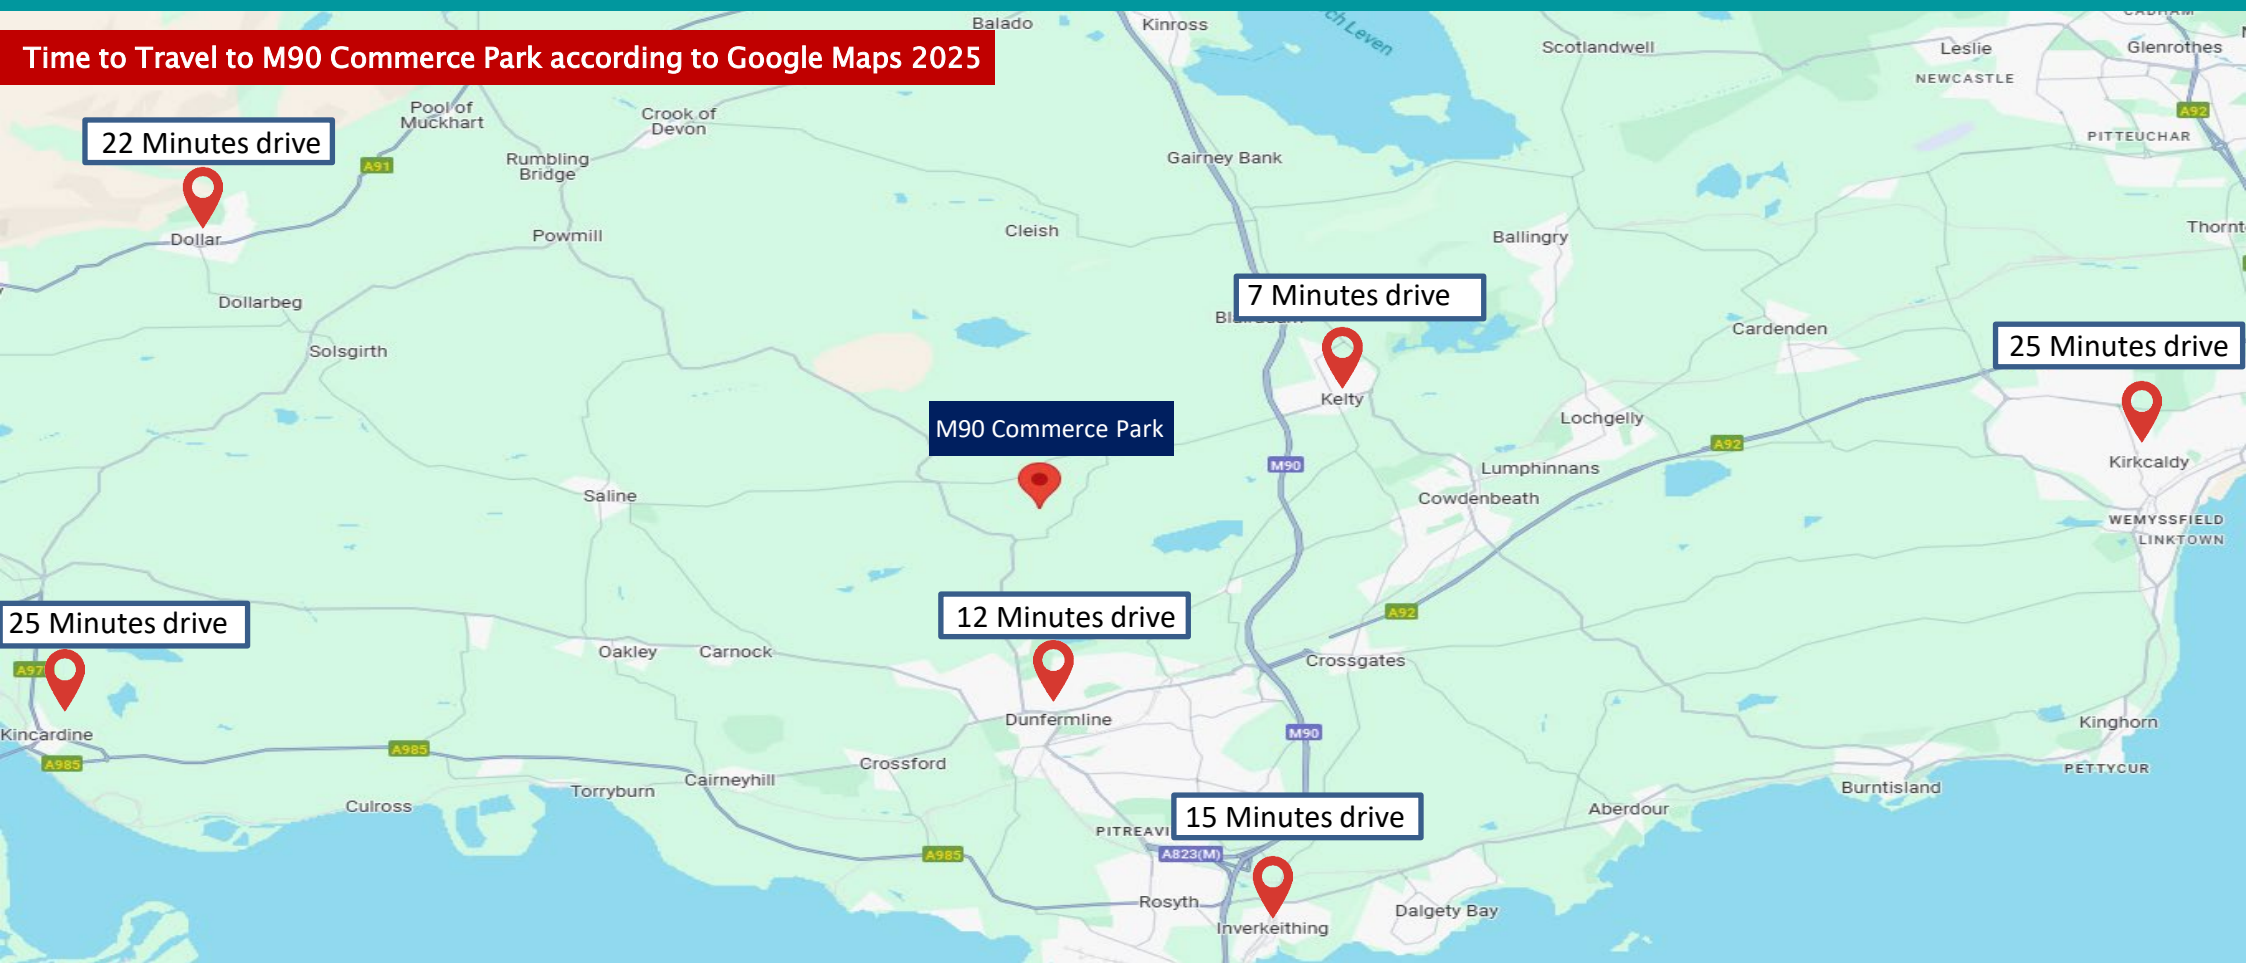 Balado
Kinross
ch Leven
Time to Travel to M90 Commerce Park according to Google Maps 2025
Scotlandwell
Leslie
Glenrothes
NEWCASTLE
A92
Pool of
Muckhart
Crook of
Devon
PITTEUCHAR
22 Minutes drive
A91
Rumbling
Bridge
Gairney Bank
Dollar
Powmill
Cleish
Ballingry
Thornt
Dollarbeg
7 Minutes drive
Cardenden
Solsgirth
25 Minutes drive
Kelty
Lochgelly
M90 Commerce Park
A92
M90
Lumphinnans
Kirkcaldy
Saline
Cowdenbeath
WEMYSSFIELD
LINKTOWN
25 Minutes drive
12 Minutes drive
A92
Oakley
Carnock
Crossgates
A97
Dunfermline
Kinghorn
Kincardine
M90
A985
A985
Crossford
PETTYCUR
Cairneyhill
Torryburn
Burntisland
Culross
Aberdour
15 Minutes drive
PITREAVI
A985
A823(M)
Rosyth
Dalgety Bay
Inverkeithing